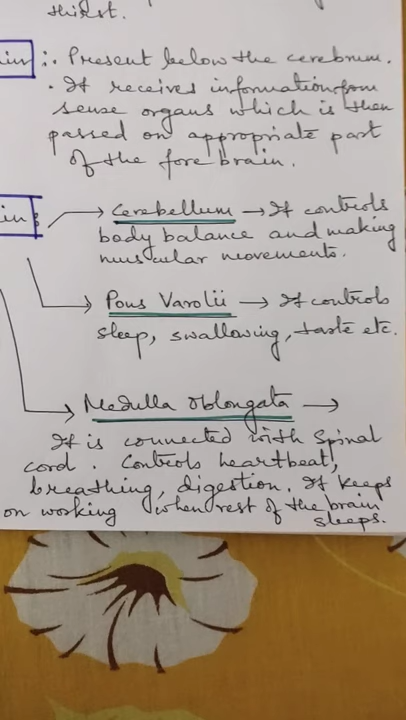 thirst.
in :. Present below the cerebrum.
. It receives information from
sense organs which is then
passed on appropriate part
of the fore brain.
in : → Cerebellum → It controls
body balance and making
muscular movements.
→ Pons Varolii → It controls
sleep, swallowing, taste etc.
→ Medulla oblongata →
It is connected with Spinal
cord. Controls heartbeat,
breathing, digestion. It keeps
on working when rest of the brain
sleeps.